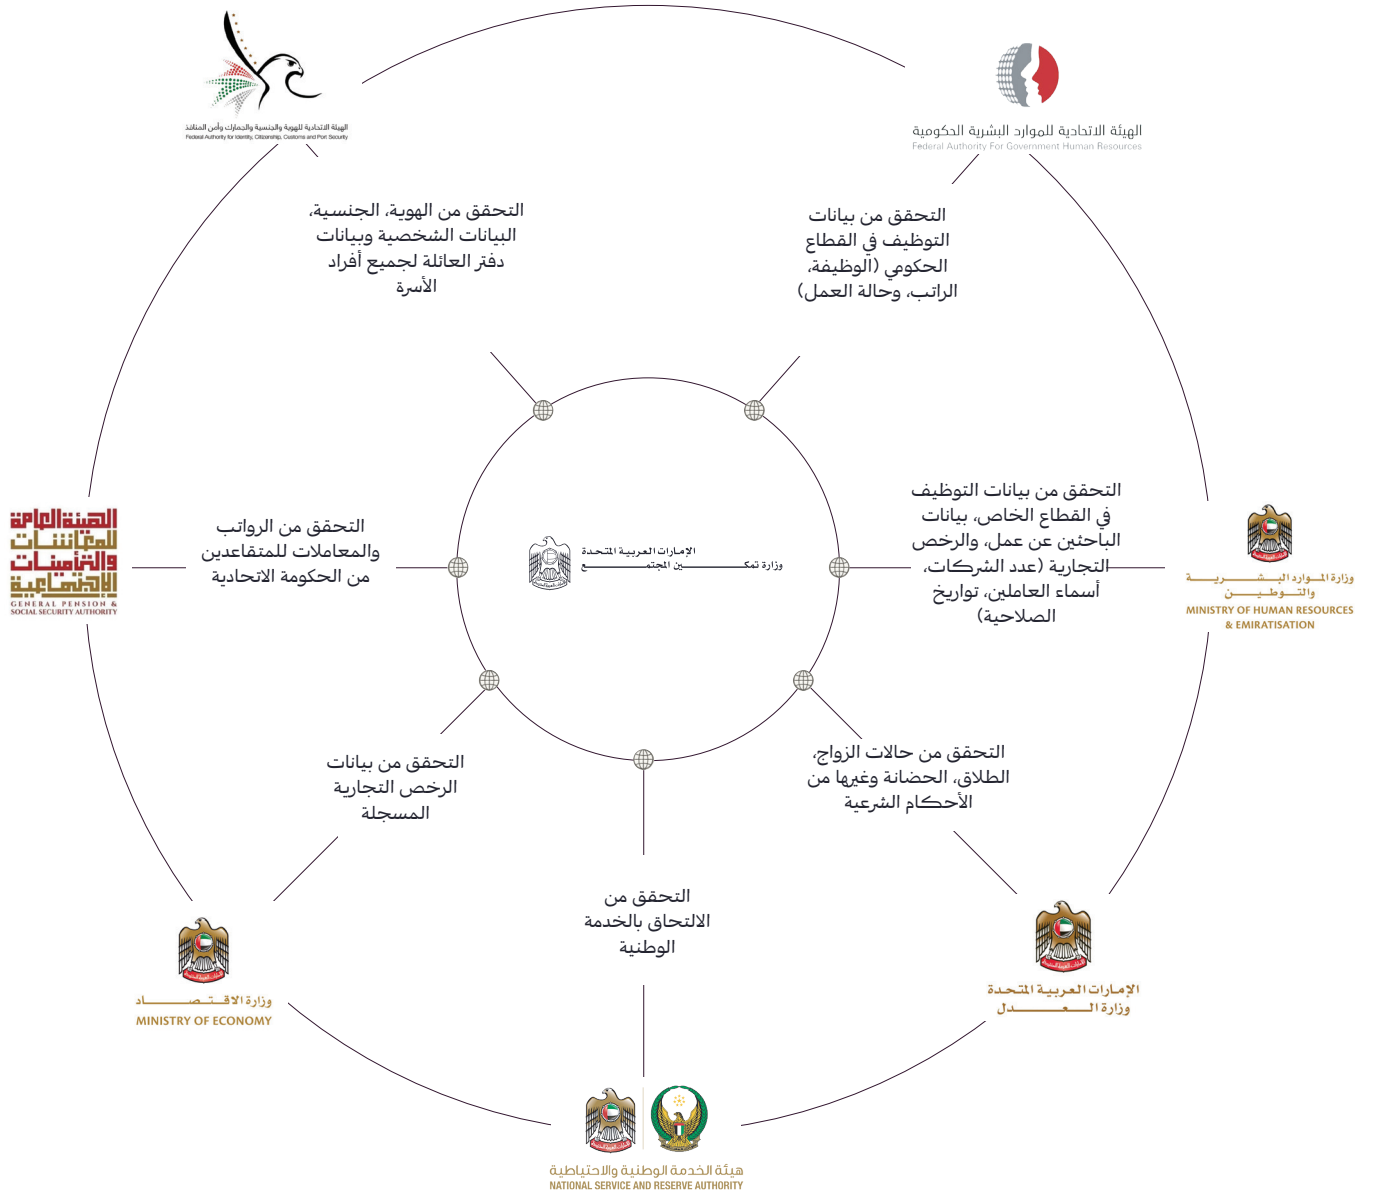 الهيئة الاتحادية للهوية والجنسية والجمارك وأمن المنافذ
Federal Authority for Identity, Citizenship, Customs and Port Security
الهيئة الاتحادية للموارد البشرية الحكومية
Federal Authority For Government Human Resources
التحقق من الهوية، الجنسية،
البيانات الشخصية وبيانات
دفتر العائلة لجميع أفراد
الأسرة
التحقق من بيانات
التوظيف في القطاع
الحكومي (الوظيفة،
الراتب، وحالة العمل)
الهيئة العامة
للمعاشات
والتأمينات
الاجتماعية
GENERAL PENSION &
SOCIAL SECURITY AUTHORITY
التحقق من الرواتب
والمعاملات للمتقاعدين
من الحكومة الاتحادية
الإمارات العربية المتحدة
وزارة تمكين المجتمع
التحقق من بيانات التوظيف
في القطاع الخاص، بيانات
الباحثين عن عمل، والرخص
التجارية (عدد الشركات،
أسماء العاملين، تواريخ
الصلاحية)
وزارة الموارد البشرية
والتوطين
MINISTRY OF HUMAN RESOURCES
& EMIRATISATION
التحقق من بيانات
الرخص التجارية
المسجلة
التحقق من حالات الزواج،
الطلاق، الحضانة وغيرها من
الأحكام الشرعية
التحقق من
الالتحاق بالخدمة
الوطنية
وزارة الاقتصاد
MINISTRY OF ECONOMY
الإمارات العربية المتحدة
وزارة العدل
هيئة الخدمة الوطنية والاحتياطية
NATIONAL SERVICE AND RESERVE AUTHORITY